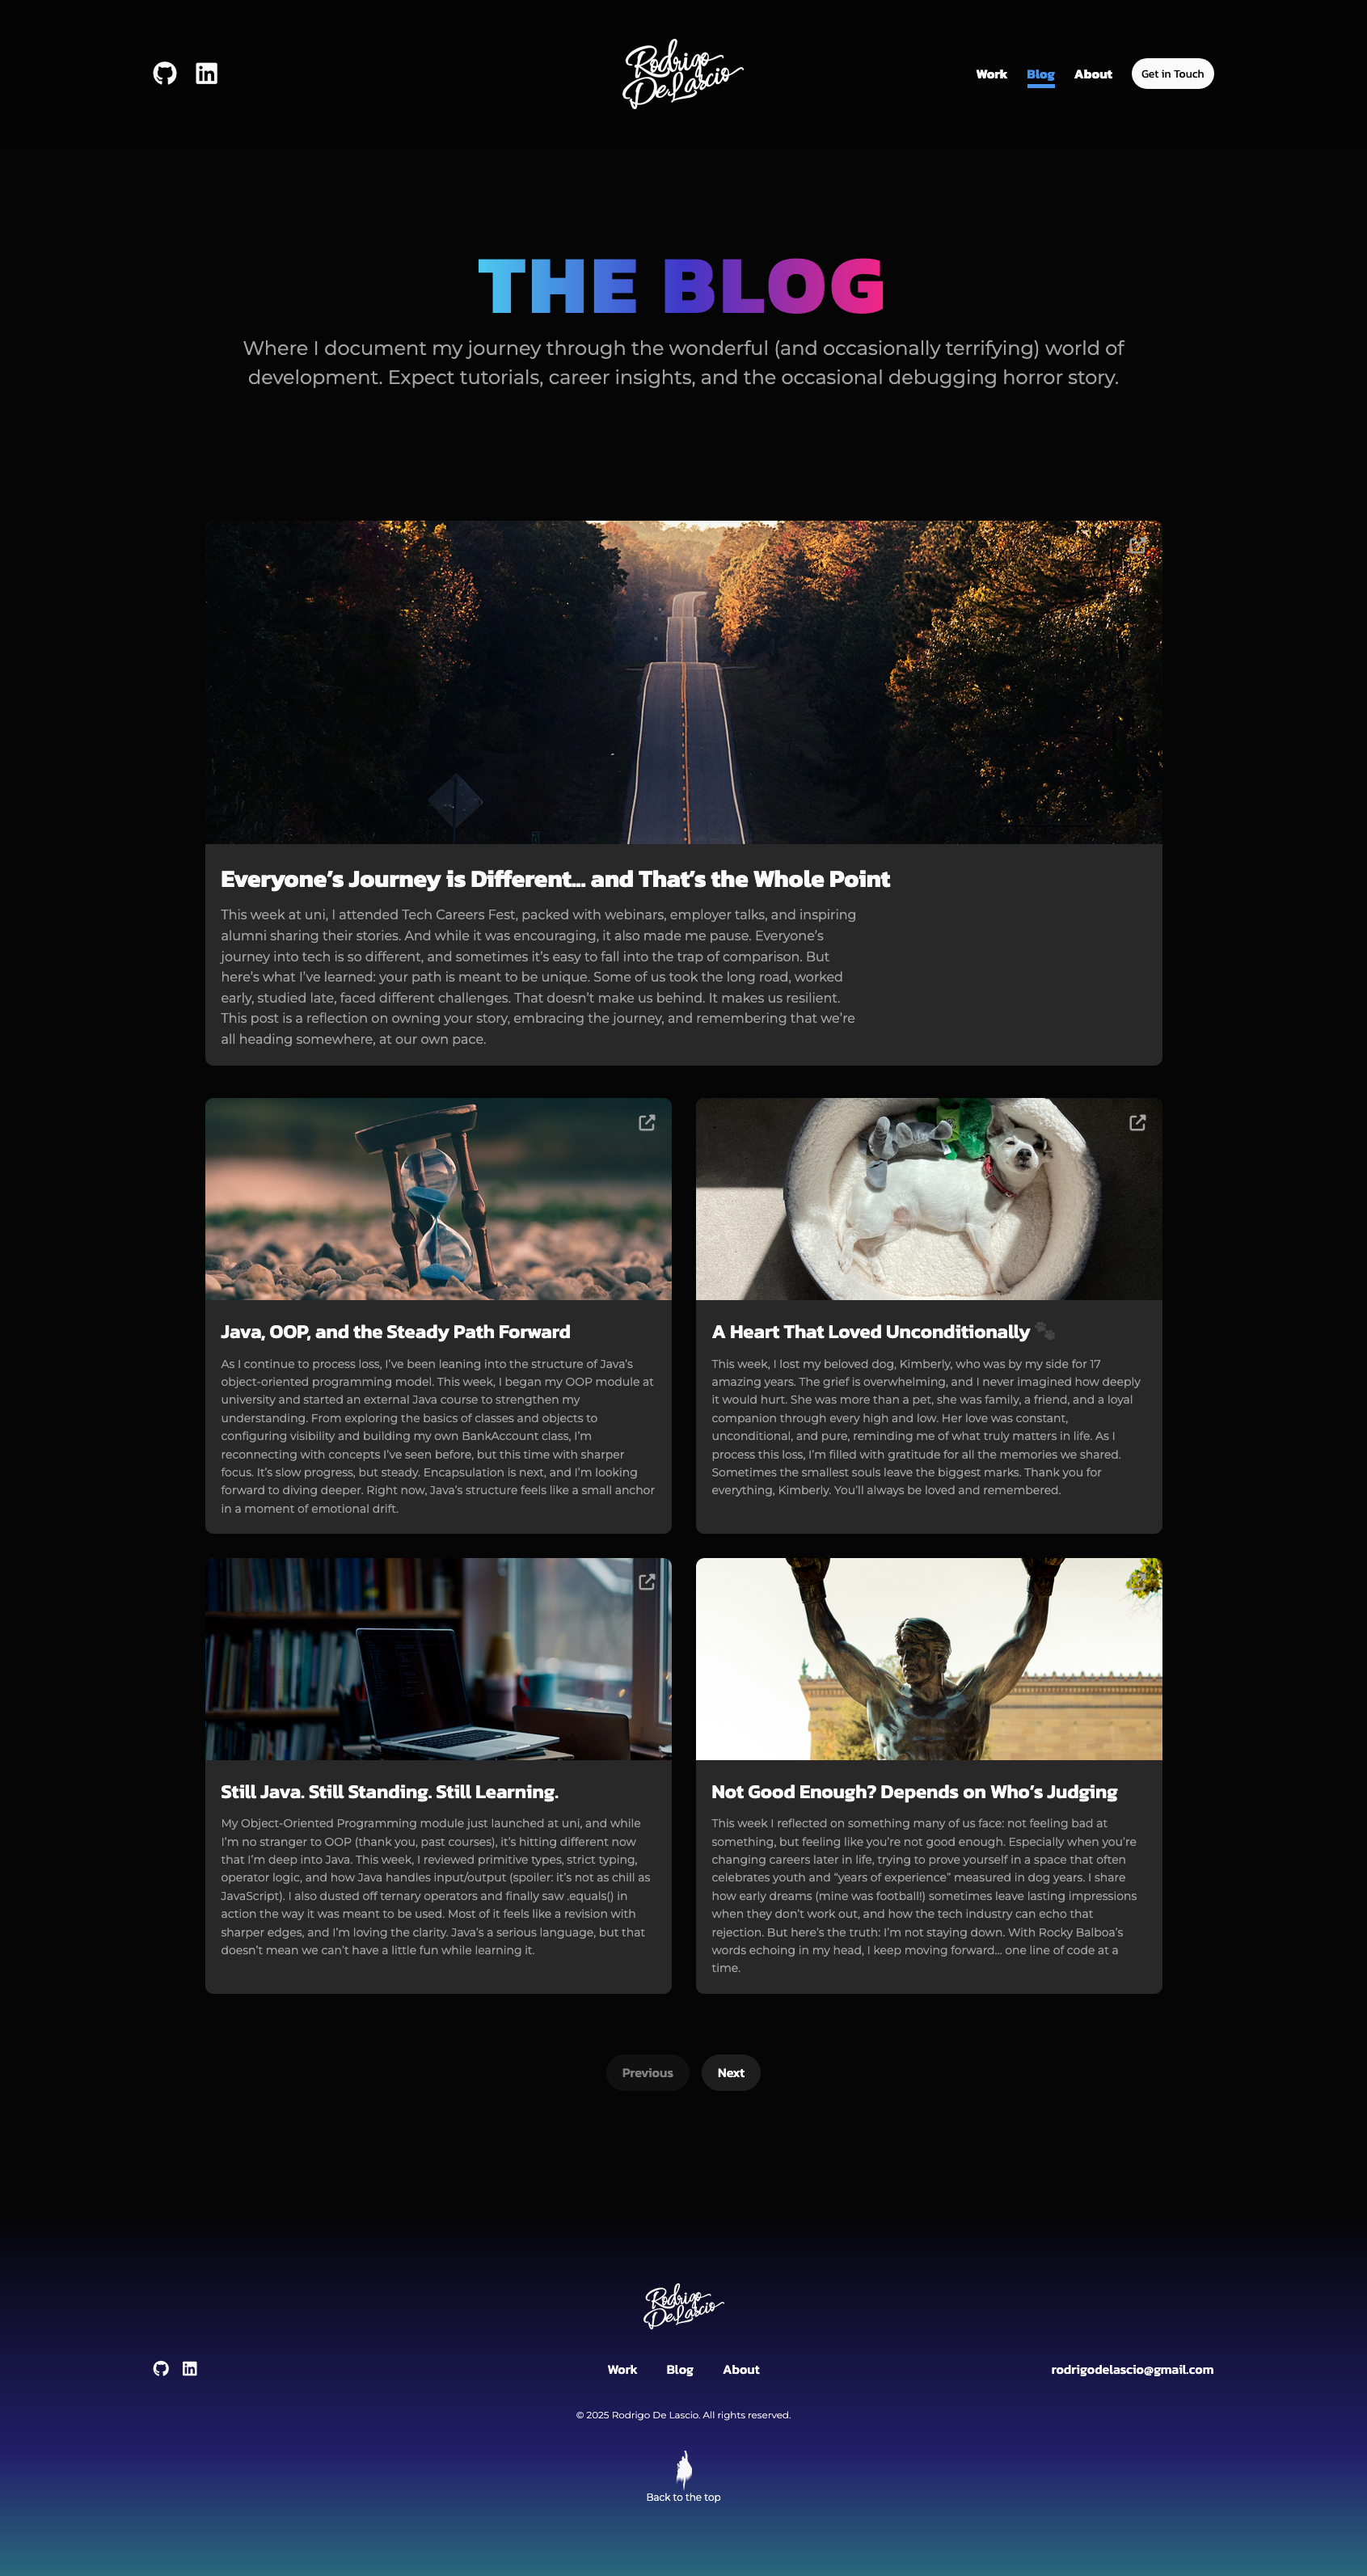 Rodrigo
DeLascio
Work Blog About Get in Touch
THE BLOG
Where I document my journey through the wonderful (and occasionally terrifying) world of
development. Expect tutorials, career insights, and the occasional debugging horror story.
Everyone’s Journey is Different... and That’s the Whole Point
This week at uni, I attended Tech Careers Fest, packed with webinars, employer talks, and inspiring
alumni sharing their stories. And while it was encouraging, it also made me pause. Everyone’s
journey into tech is so different, and sometimes it’s easy to fall into the trap of comparison. But
here’s what I’ve learned: your path is meant to be unique. Some of us took the long road, worked
early, studied late, faced different challenges. That doesn’t make us behind. It makes us resilient.
This post is a reflection on owning your story, embracing the journey, and remembering that we’re
all heading somewhere, at our own pace.
Java, OOP, and the Steady Path Forward
As I continue to process loss, I’ve been leaning into the structure of Java’s
object-oriented programming model. This week, I began my OOP module at
university and started an external Java course to strengthen my
understanding. From exploring the basics of classes and objects to
configuring visibility and building my own BankAccount class, I’m
reconnecting with concepts I’ve seen before, but this time with sharper
focus. It’s slow progress, but steady. Encapsulation is next, and I’m looking
forward to diving deeper. Right now, Java’s structure feels like a small anchor
in a moment of emotional drift.
A Heart That Loved Unconditionally 🐾
This week, I lost my beloved dog, Kimberly, who was by my side for 17
amazing years. The grief is overwhelming, and I never imagined how deeply
it would hurt. She was more than a pet, she was family, a friend, and a loyal
companion through every high and low. Her love was constant,
unconditional, and pure, reminding me of what truly matters in life. As I
process this loss, I’m filled with gratitude for all the memories we shared.
Sometimes the smallest souls leave the biggest marks. Thank you for
everything, Kimberly. You’ll always be loved and remembered.
Still Java. Still Standing. Still Learning.
My Object-Oriented Programming module just launched at uni, and while
I’m no stranger to OOP (thank you, past courses), it’s hitting different now
that I’m deep into Java. This week, I reviewed primitive types, strict typing,
operator logic, and how Java handles input/output (spoiler: it’s not as chill as
JavaScript). I also dusted off ternary operators and finally saw .equals() in
action the way it was meant to be used. Most of it feels like a revision with
sharper edges, and I’m loving the clarity. Java’s a serious language, but that
doesn’t mean we can’t have a little fun while learning it.
Not Good Enough? Depends on Who’s Judging
This week I reflected on something many of us face: not feeling bad at
something, but feeling like you’re not good enough. Especially when you’re
changing careers later in life, trying to prove yourself in a space that often
celebrates youth and “years of experience” measured in dog years. I share
how early dreams (mine was football!) sometimes leave lasting impressions
when they don’t work out, and how the tech industry can echo that
rejection. But here’s the truth: I’m not staying down. With Rocky Balboa’s
words echoing in my head, I keep moving forward... one line of code at a
time.
Previous Next
Rodrigo
DeLascio
Work Blog About rodrigodelascio@gmail.com
© 2025 Rodrigo De Lascio. All rights reserved.
Back to the top